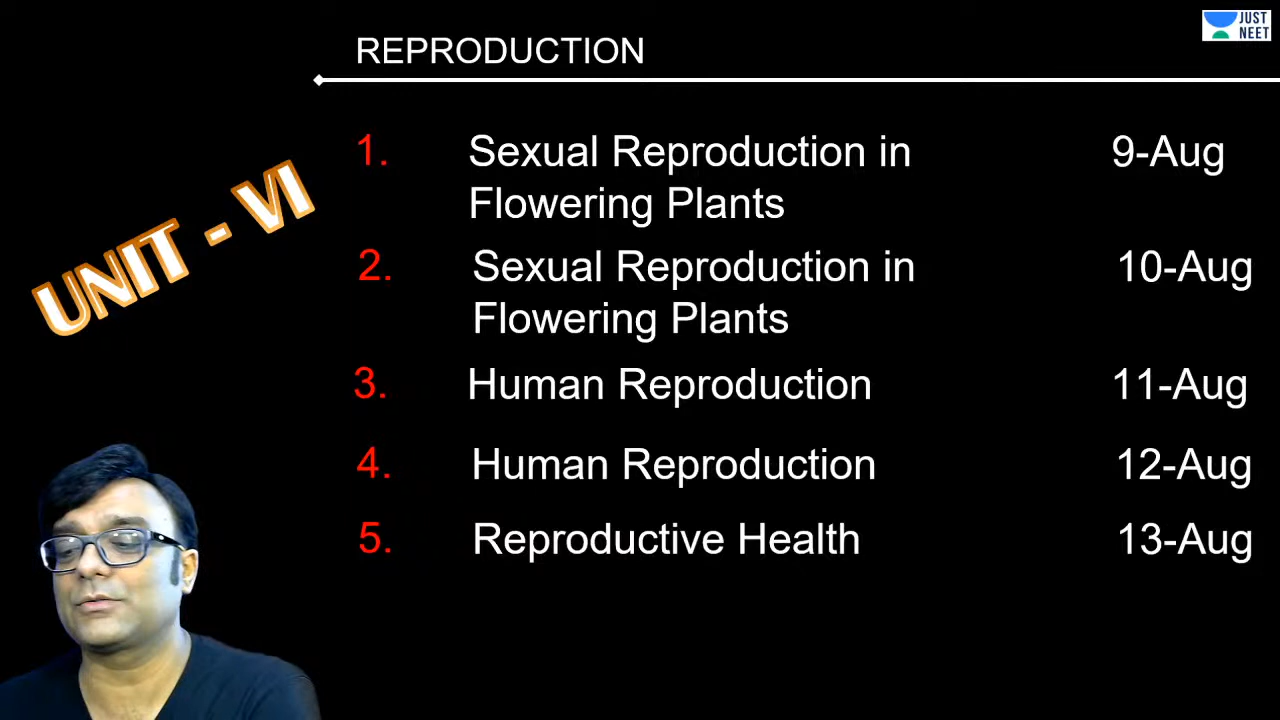 JUST
NEET
REPRODUCTION
UNIT - VI
1. Sexual Reproduction in 9-Aug
Flowering Plants
2. Sexual Reproduction in 10-Aug
Flowering Plants
3. Human Reproduction 11-Aug
4. Human Reproduction 12-Aug
5. Reproductive Health 13-Aug